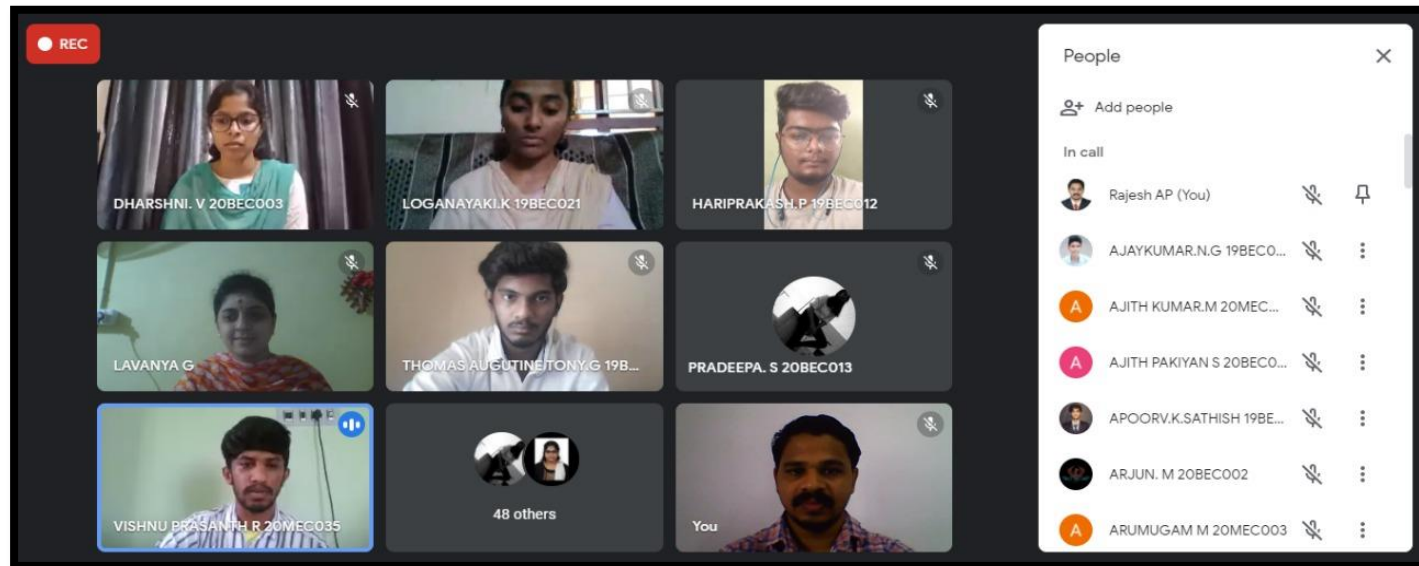 REC
DHARSHNI. V 20BEC003
LOGANAYAKI.K 19BEC021
HARIPRAKASH.P 19BEC012
LAVANYA G
THOMAS AUGUTINE TONY.G 19B...
PRADEEPA. S 20BEC013
VISHNU PRASANTH R 20MEC035
48 others
You
People
Add people
In call
Rajesh AP (You)
AJAYKUMAR.N.G 19BEC0...
A
AJITH KUMAR.M 20MEC...
A
AJITH PAKIYAN S 20BEC0...
APOORV.K.SATHISH 19BE...
ARJUN. M 20BEC002
A
ARUMUGAM M 20MEC003